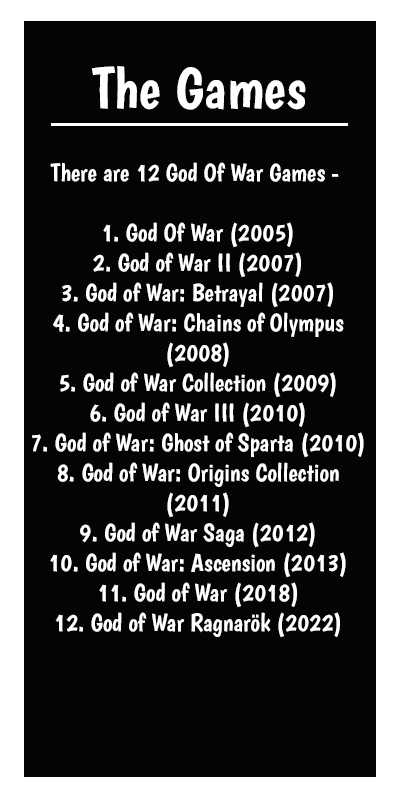 The Games
There are 12 God Of War Games -
1. God Of War (2005)
2. God of War II (2007)
3. God of War: Betrayal (2007)
4. God of War: Chains of Olympus
(2008)
5. God of War Collection (2009)
6. God of War III (2010)
7. God of War: Ghost of Sparta (2010)
8. God of War: Origins Collection
(2011)
9. God of War Saga (2012)
10. God of War: Ascension (2013)
11. God of War (2018)
12. God of War Ragnarök (2022)